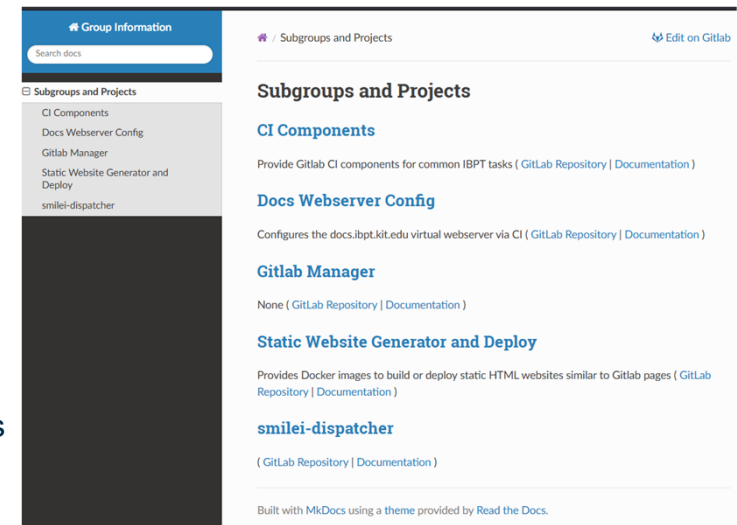 Group Information
Search docs
Subgroups and Projects
CI Components
Docs Webserver Config
Gitlab Manager
Static Website Generator and
Deploy
smilei-dispatcher
/ Subgroups and Projects
Edit on Gitlab
Subgroups and Projects
CI Components
Provide Gitlab CI components for common IBPT tasks ( GitLab Repository | Documentation )
Docs Webserver Config
Configures the docs.ibpt.kit.edu virtual webserver via CI ( GitLab Repository | Documentation )
Gitlab Manager
None ( GitLab Repository | Documentation )
Static Website Generator and Deploy
Provides Docker images to build or deploy static HTML websites similar to Gitlab pages ( GitLab
Repository | Documentation )
smilei-dispatcher
( GitLab Repository | Documentation )
Built with MkDocs using a theme provided by Read the Docs.
s